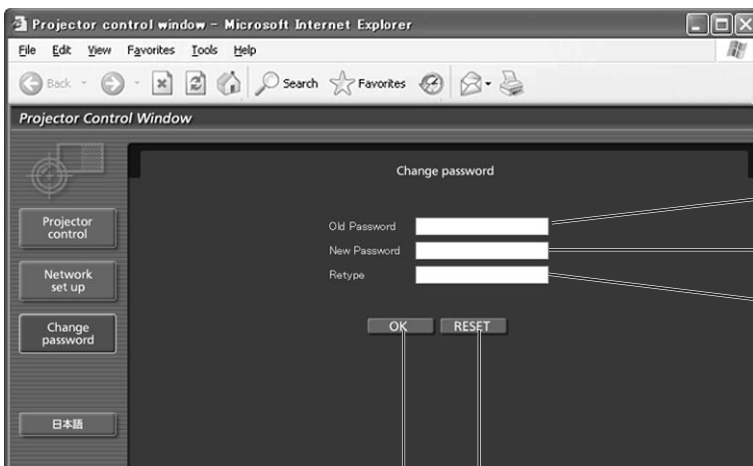 Projector control window - Microsoft Internet Explorer
File Edit View Favorites Tools Help
Back Search Favorites
Projector Control Window
Change password
Projector
control
Network
set up
Change
password
日本語
Old Password
New Password
Retype
OK RESET